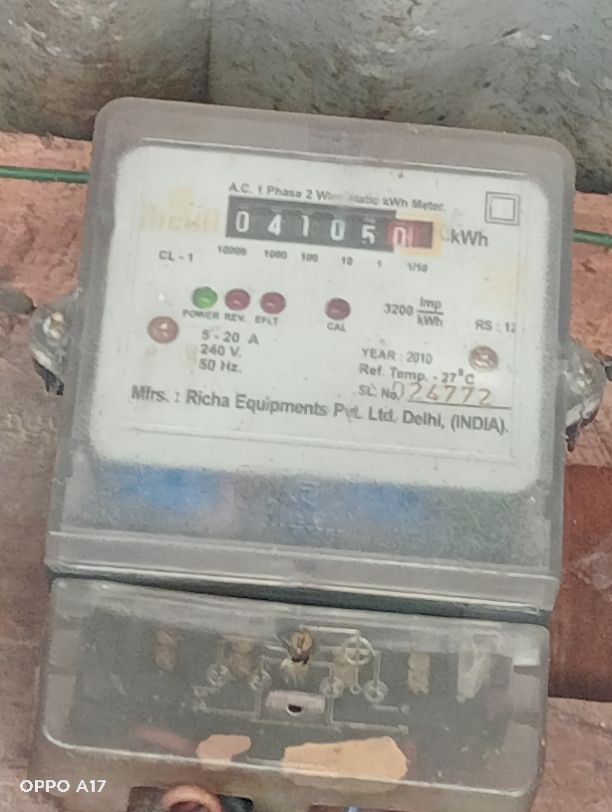 A.C. 1 Phase 2 Wire Static kWh Meter.
0 4 1 0 5 0 kWh
CL - 1 10000 1000 100 10 1 1/10
POWER REV. EFLT CAL
3200 Imp/kWh
RS : 12
5 - 20 A
240 V.
50 Hz.
YEAR : 2010
Ref. Temp. - 27°C
SL. No. 024772
Mfrs. : Richa Equipments Pvt. Ltd. Delhi, (INDIA).
OPPO A17